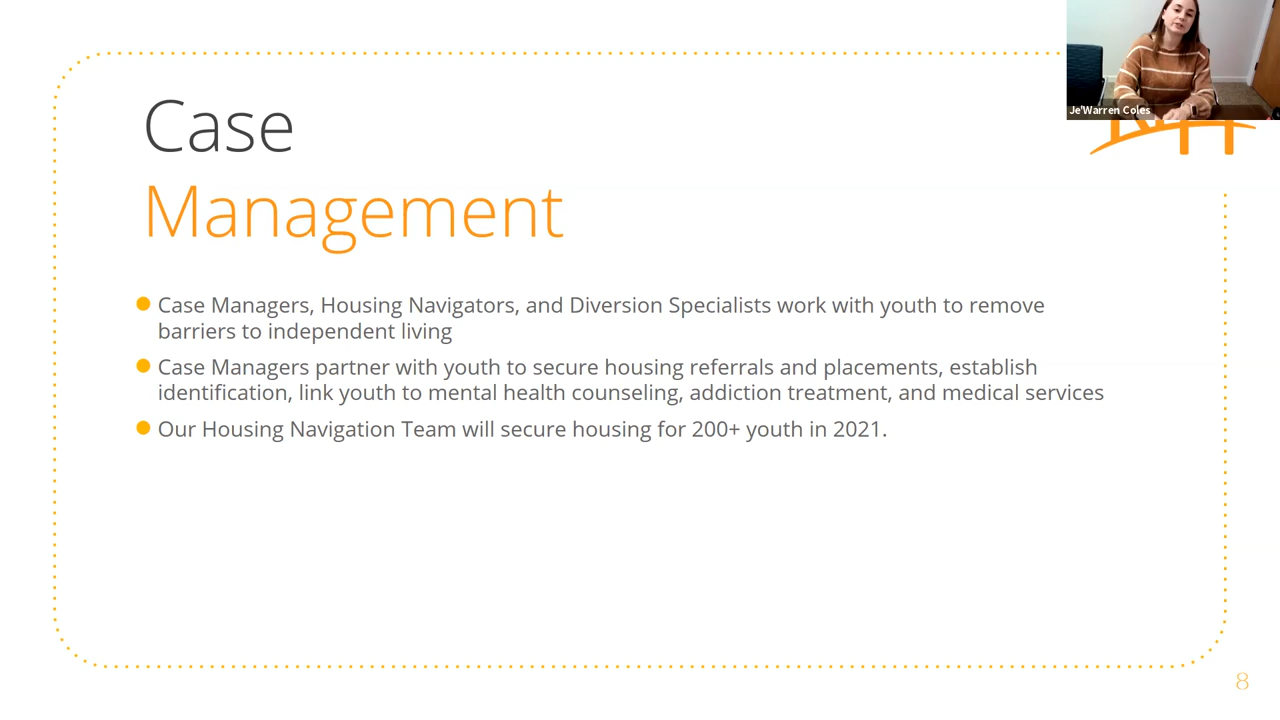 Je'Warren Coles
Case
Management
Case Managers, Housing Navigators, and Diversion Specialists work with youth to remove
barriers to independent living
Case Managers partner with youth to secure housing referrals and placements, establish
identification, link youth to mental health counseling, addiction treatment, and medical services
Our Housing Navigation Team will secure housing for 200+ youth in 2021.
8